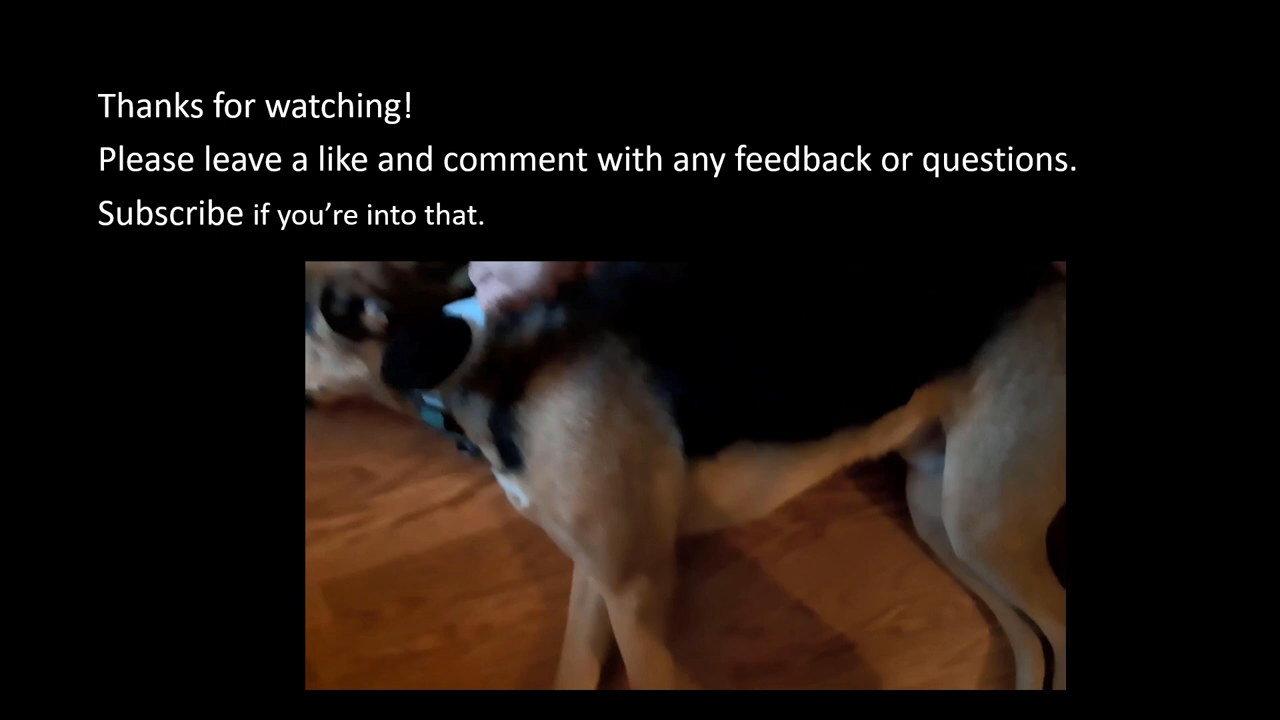 Thanks for watching!
Please leave a like and comment with any feedback or questions.
Subscribe if you’re into that.